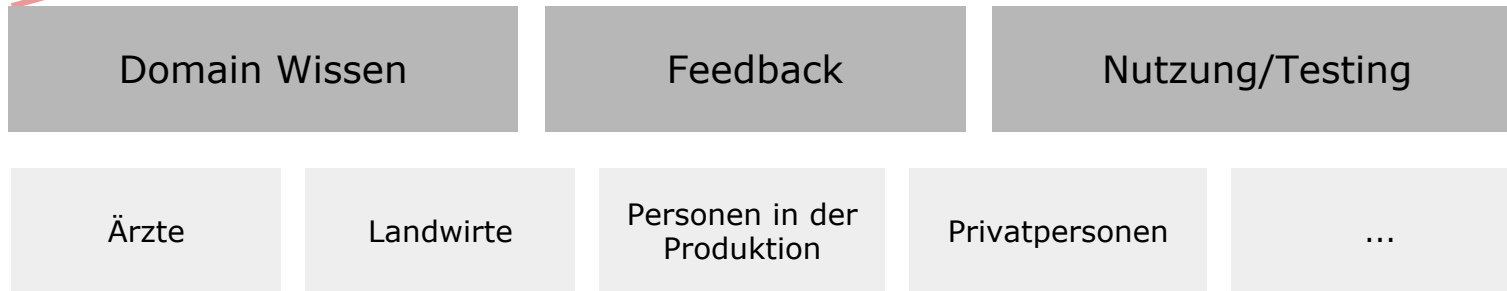 Domain Wissen
Feedback
Nutzung/Testing
Ärzte
Landwirte
Personen in der
Produktion
Privatpersonen
...